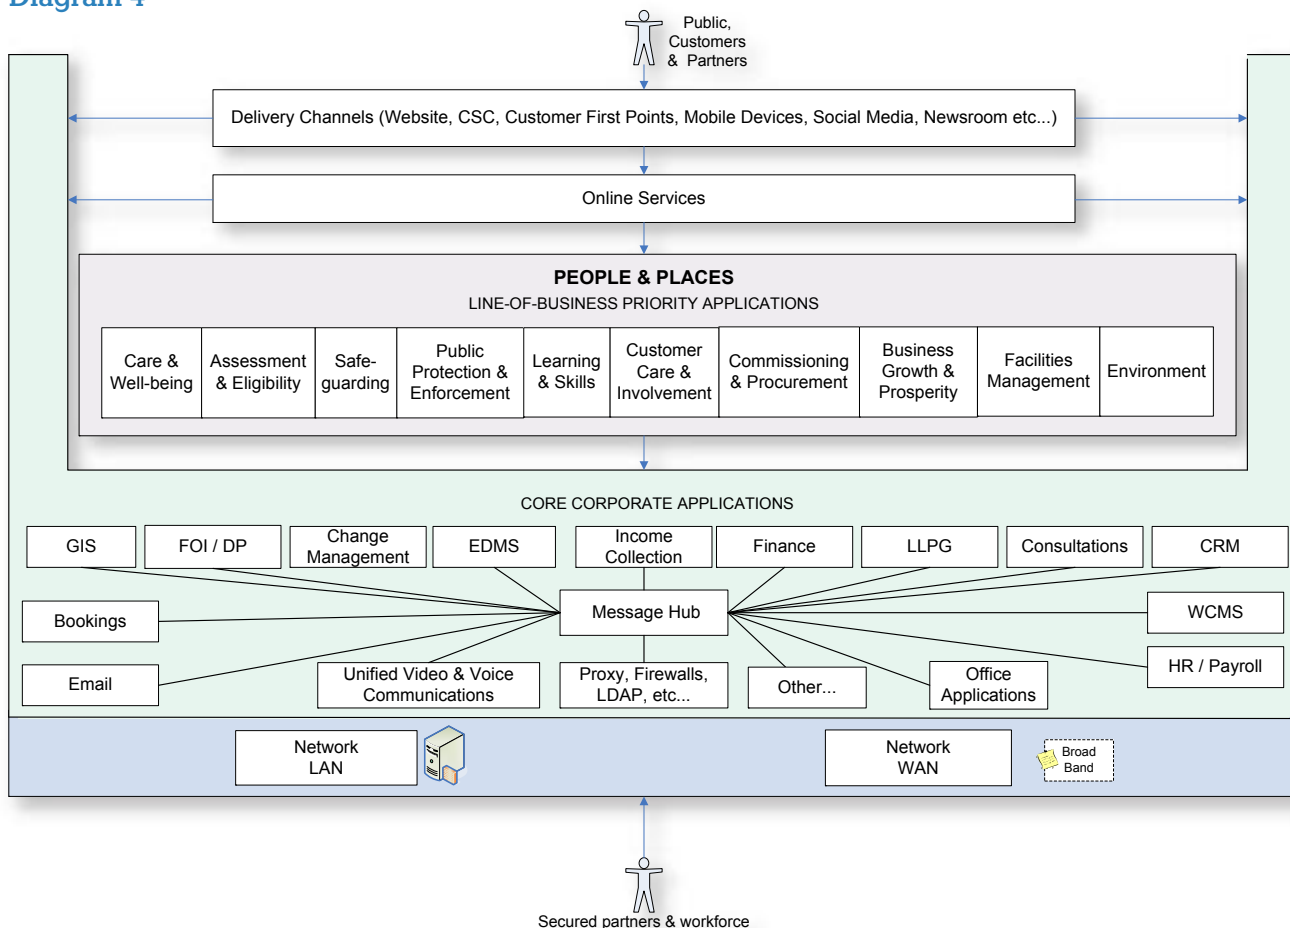 Diagram 4
Public,
Customers
& Partners
Delivery Channels (Website, CSC, Customer First Points, Mobile Devices, Social Media, Newsroom etc...)
Online Services
PEOPLE & PLACES
LINE-OF-BUSINESS PRIORITY APPLICATIONS
Care &
Well-being
Assessment
& Eligibility
Safe-
guarding
Public
Protection &
Enforcement
Learning
& Skills
Customer
Care &
Involvement
Commissioning
& Procurement
Business
Growth &
Prosperity
Facilities
Management
Environment
CORE CORPORATE APPLICATIONS
GIS
FOI / DP
Change
Management
EDMS
Income
Collection
Finance
LLPG
Consultations
CRM
Bookings
Message Hub
WCMS
Email
Unified Video & Voice
Communications
Proxy, Firewalls,
LDAP, etc...
Other...
Office
Applications
HR / Payroll
Network
LAN
Network
WAN
Broad
Band
Secured partners & workforce